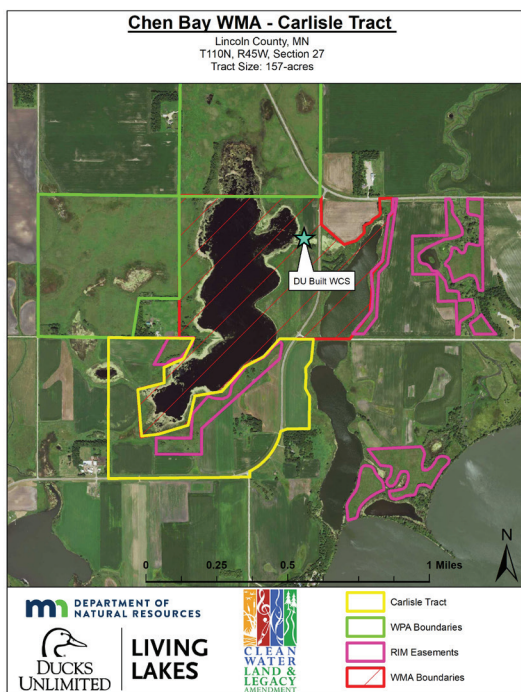 Chen Bay WMA - Carlisle Tract
Lincoln County, MN
T110N, R45W, Section 27
Tract Size: 157-acres
DU Built WCS
N
0 0.5 1 Miles
mn DEPARTMENT OF
NATURAL RESOURCES
DUCKS
UNLIMITED
LIVING
LAKES
CLEAN
WATER
LAND &
LEGACY
AMENDMENT
Carlisle Tract
WPA Boundaries
RIM Easements
WMA Boundaries